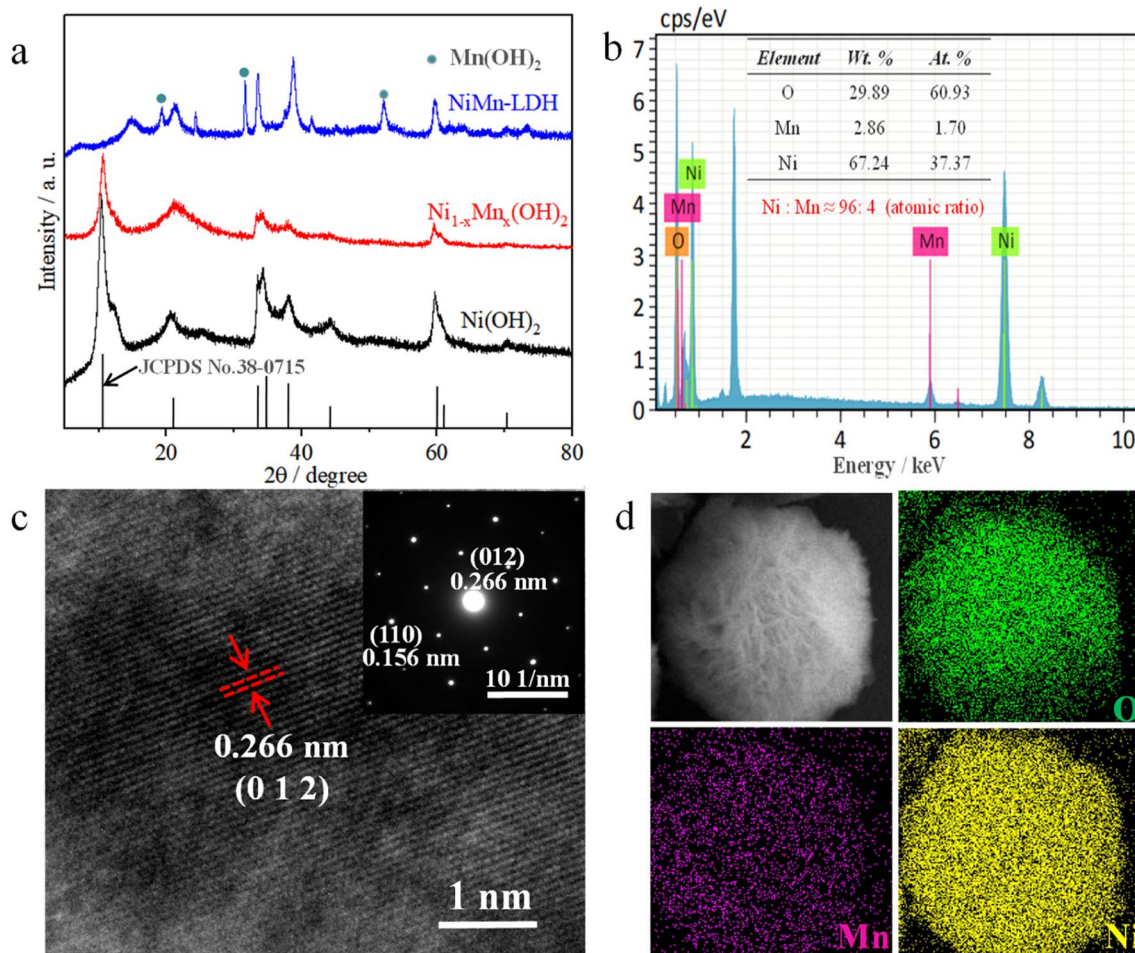 a
Mn(OH)₂
NiMn-LDH
Ni₁₋ₓMnₓ(OH)₂
Ni(OH)₂
JCPDS No.38-0715
Intensity / a. u.
20 40 60 80
2θ / degree
b
cps/eV
7
6
5
4
3
2
1
0
Element Wt. % At. %
O 29.89 60.93
Mn 2.86 1.70
Ni 67.24 37.37
Ni : Mn ≈ 96: 4 (atomic ratio)
Ni
Mn
O
Mn
Ni
2 4 6 8 10
Energy / keV
c
0.266 nm
(0 1 2)
1 nm
(012)
0.266 nm
(110)
0.156 nm
10 1/nm
d
O
Mn
Ni